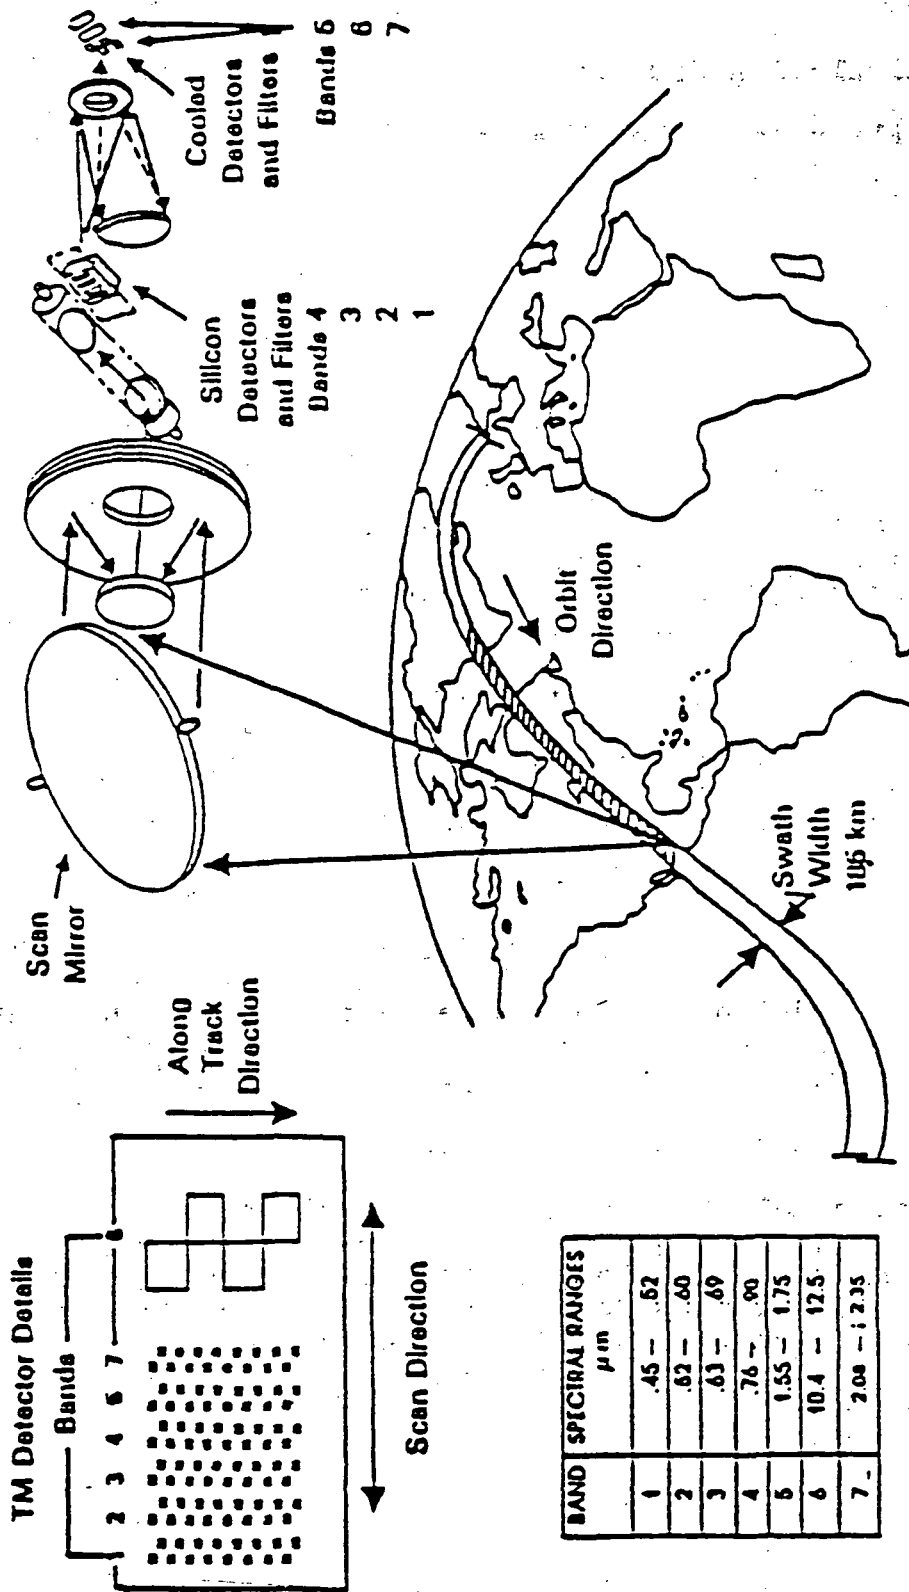 TM Detector Details
Bands
1 2 3 4 5 7 6
Along
Track
Direction
Scan Direction
BAND SPECTRAL RANGES
µm
1 .45 – .52
2 .52 – .60
3 .63 – .69
4 .76 – .90
5 1.55 – 1.75
6 10.4 – 12.5
7 2.08 – 2.35
Scan
Mirror
Silicon
Detectors
and Filters
Bands 4
3
2
1
Cooled
Detectors
and Filters
Bands 5
6
7
Orbit
Direction
Swath
Width
185 km